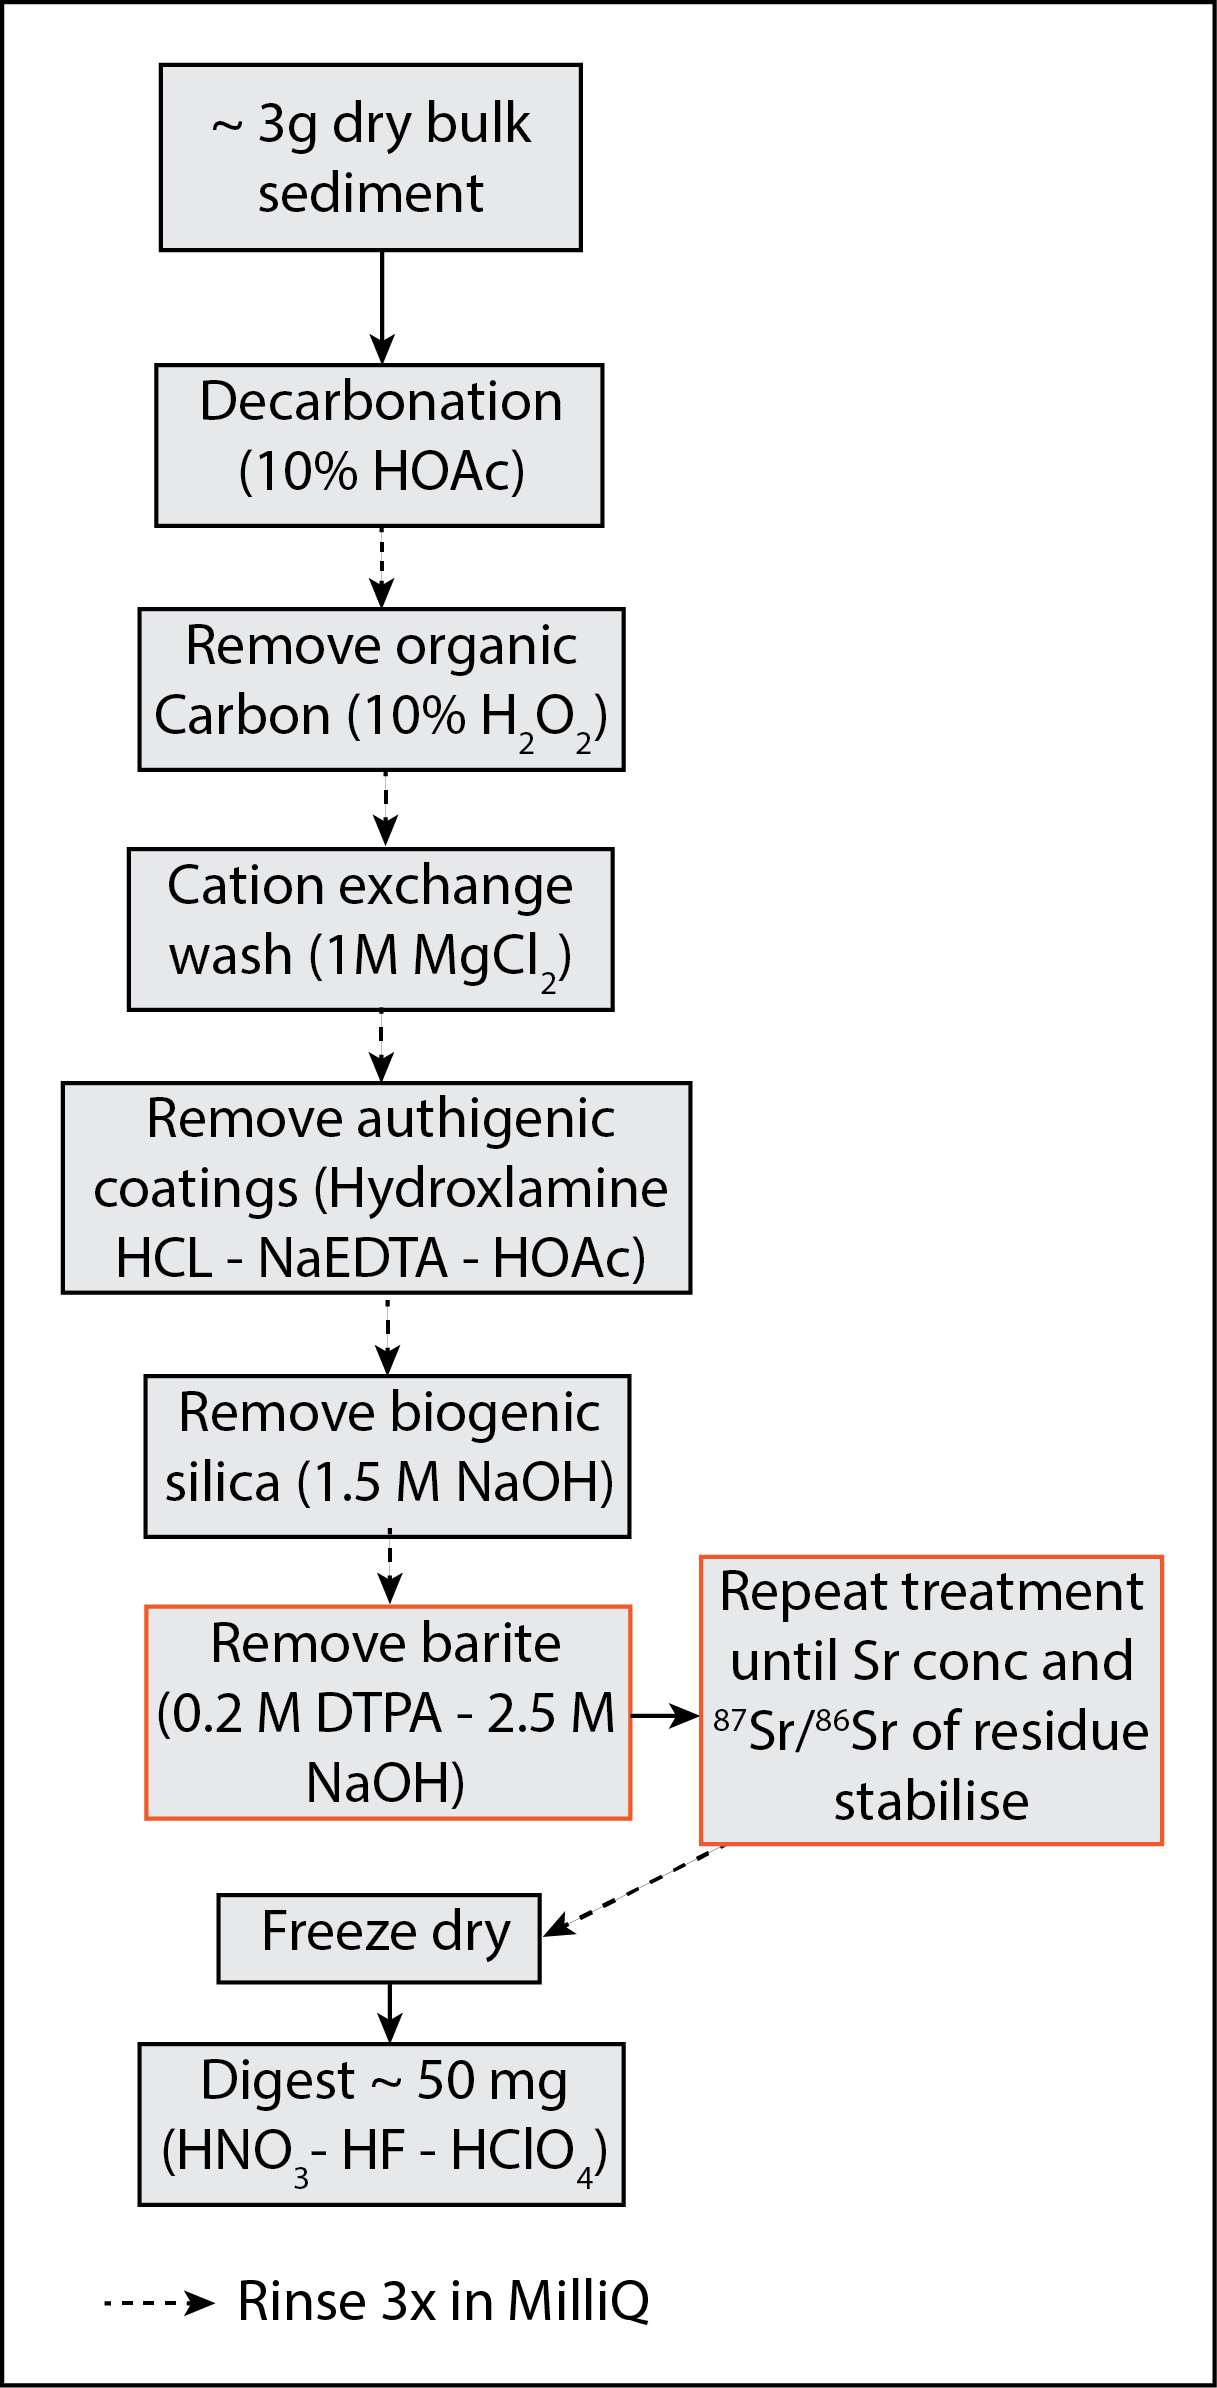 ~ 3g dry bulk
sediment
Decarbonation
(10% HOAc)
Remove organic
Carbon (10% H₂O₂)
Cation exchange
wash (1M MgCl₂)
Remove authigenic
coatings (Hydroxlamine
HCL - NaEDTA - HOAc)
Remove biogenic
silica (1.5 M NaOH)
Remove barite
(0.2 M DTPA - 2.5 M
NaOH)
Repeat treatment
until Sr conc and
⁸⁷Sr/⁸⁶Sr of residue
stabilise
Freeze dry
Digest ~ 50 mg
(HNO₃- HF - HClO₄)
Rinse 3x in MilliQ